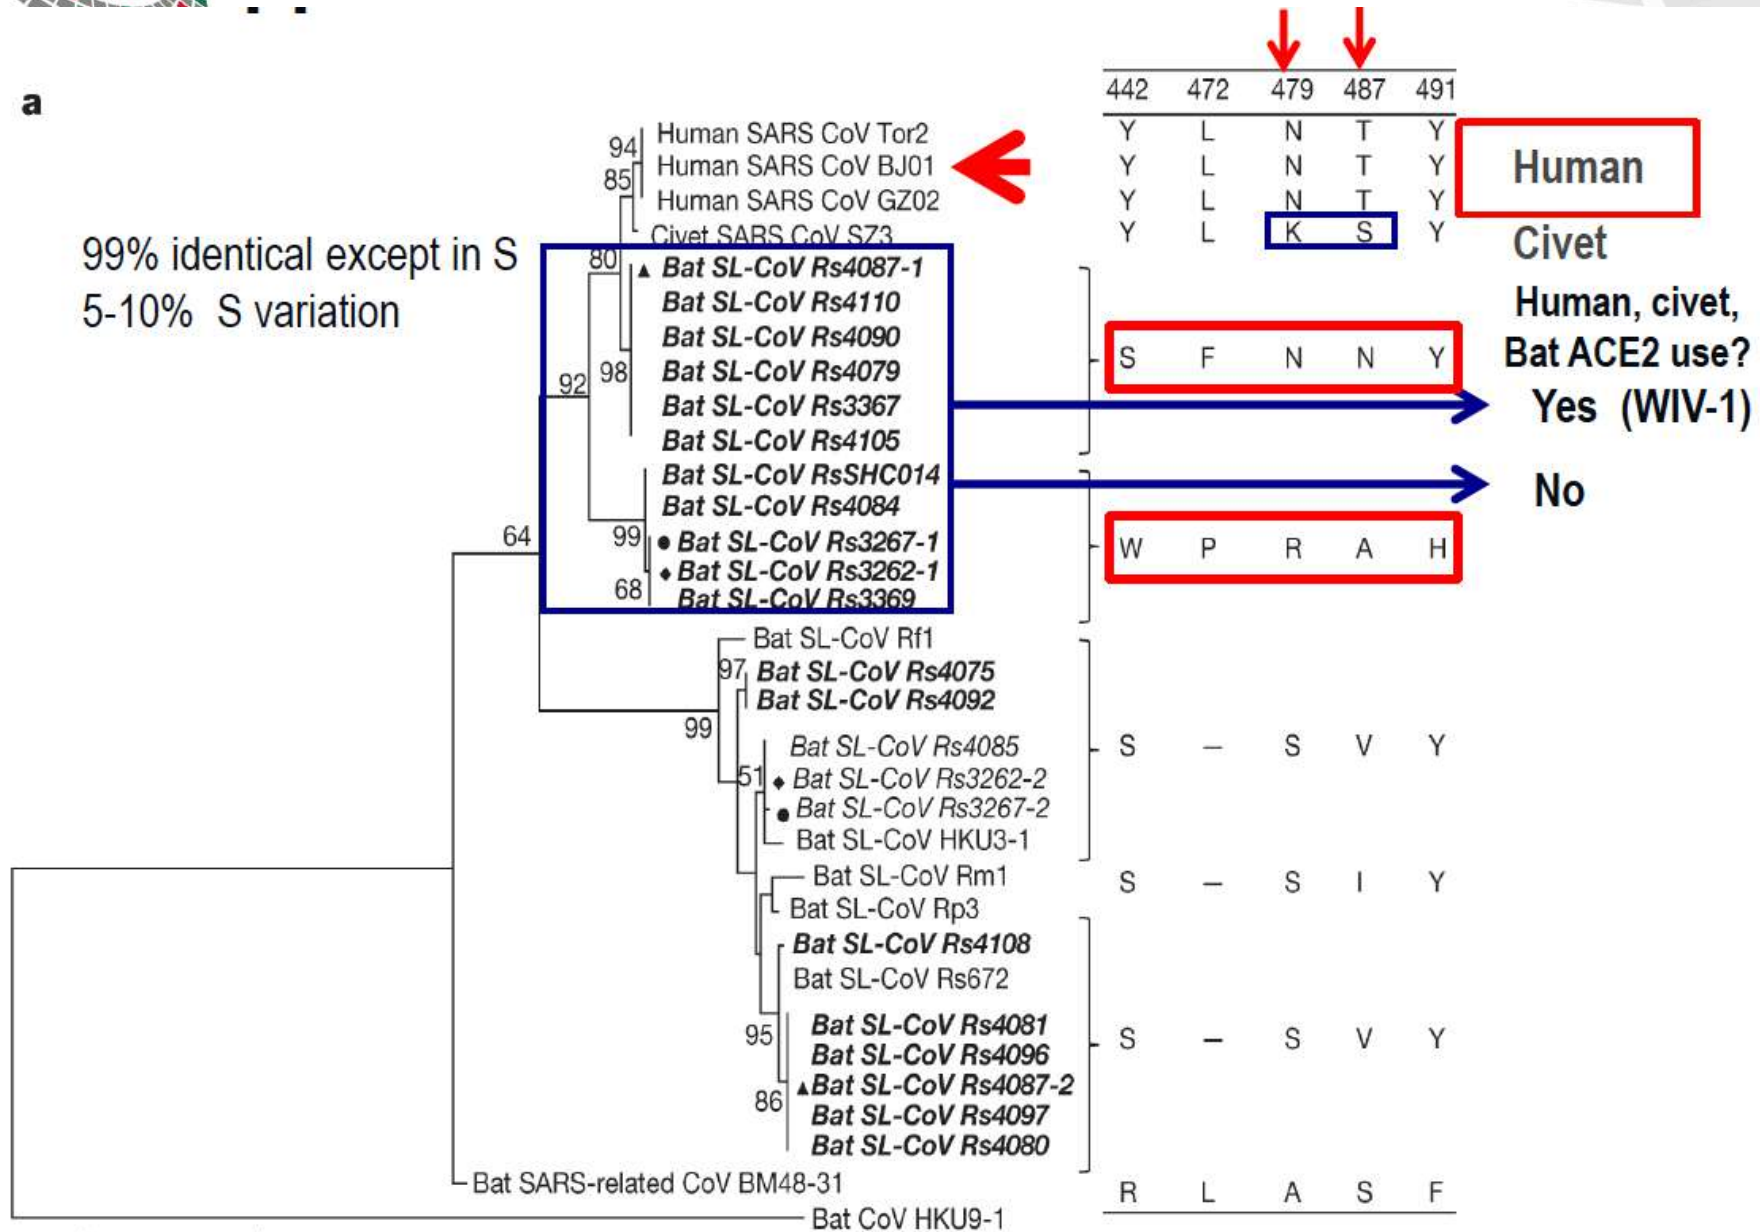 442 472 479 487 491
a
Human SARS CoV Tor2 Y L N T Y
94
Human SARS CoV BJ01 Y L N T Y
Human
85
Human SARS CoV GZ02 Y L N T Y
Civet SARS CoV SZ3 Y L K S Y
Civet
99% identical except in S
80
Bat SL-CoV Rs4087-1
5-10% S variation
Bat SL-CoV Rs4110
Human, civet,
Bat SL-CoV Rs4090
Bat ACE2 use?
S F N N Y
98
Bat SL-CoV Rs4079
92
Bat SL-CoV Rs3367
Yes (WIV-1)
Bat SL-CoV Rs4105
Bat SL-CoV RsSHC014
No
Bat SL-CoV Rs4084
64
99
Bat SL-CoV Rs3267-1
W P R A H
Bat SL-CoV Rs3262-1
68
Bat SL-CoV Rs3369
Bat SL-CoV Rf1
97
Bat SL-CoV Rs4075
Bat SL-CoV Rs4092
99
Bat SL-CoV Rs4085
S – S V Y
51
Bat SL-CoV Rs3262-2
Bat SL-CoV Rs3267-2
Bat SL-CoV HKU3-1
Bat SL-CoV Rm1
S – S I Y
Bat SL-CoV Rp3
Bat SL-CoV Rs4108
Bat SL-CoV Rs672
Bat SL-CoV Rs4081
95
S – S V Y
Bat SL-CoV Rs4096
Bat SL-CoV Rs4087-2
86
Bat SL-CoV Rs4097
Bat SL-CoV Rs4080
Bat SARS-related CoV BM48-31
R L A S F
Bat CoV HKU9-1